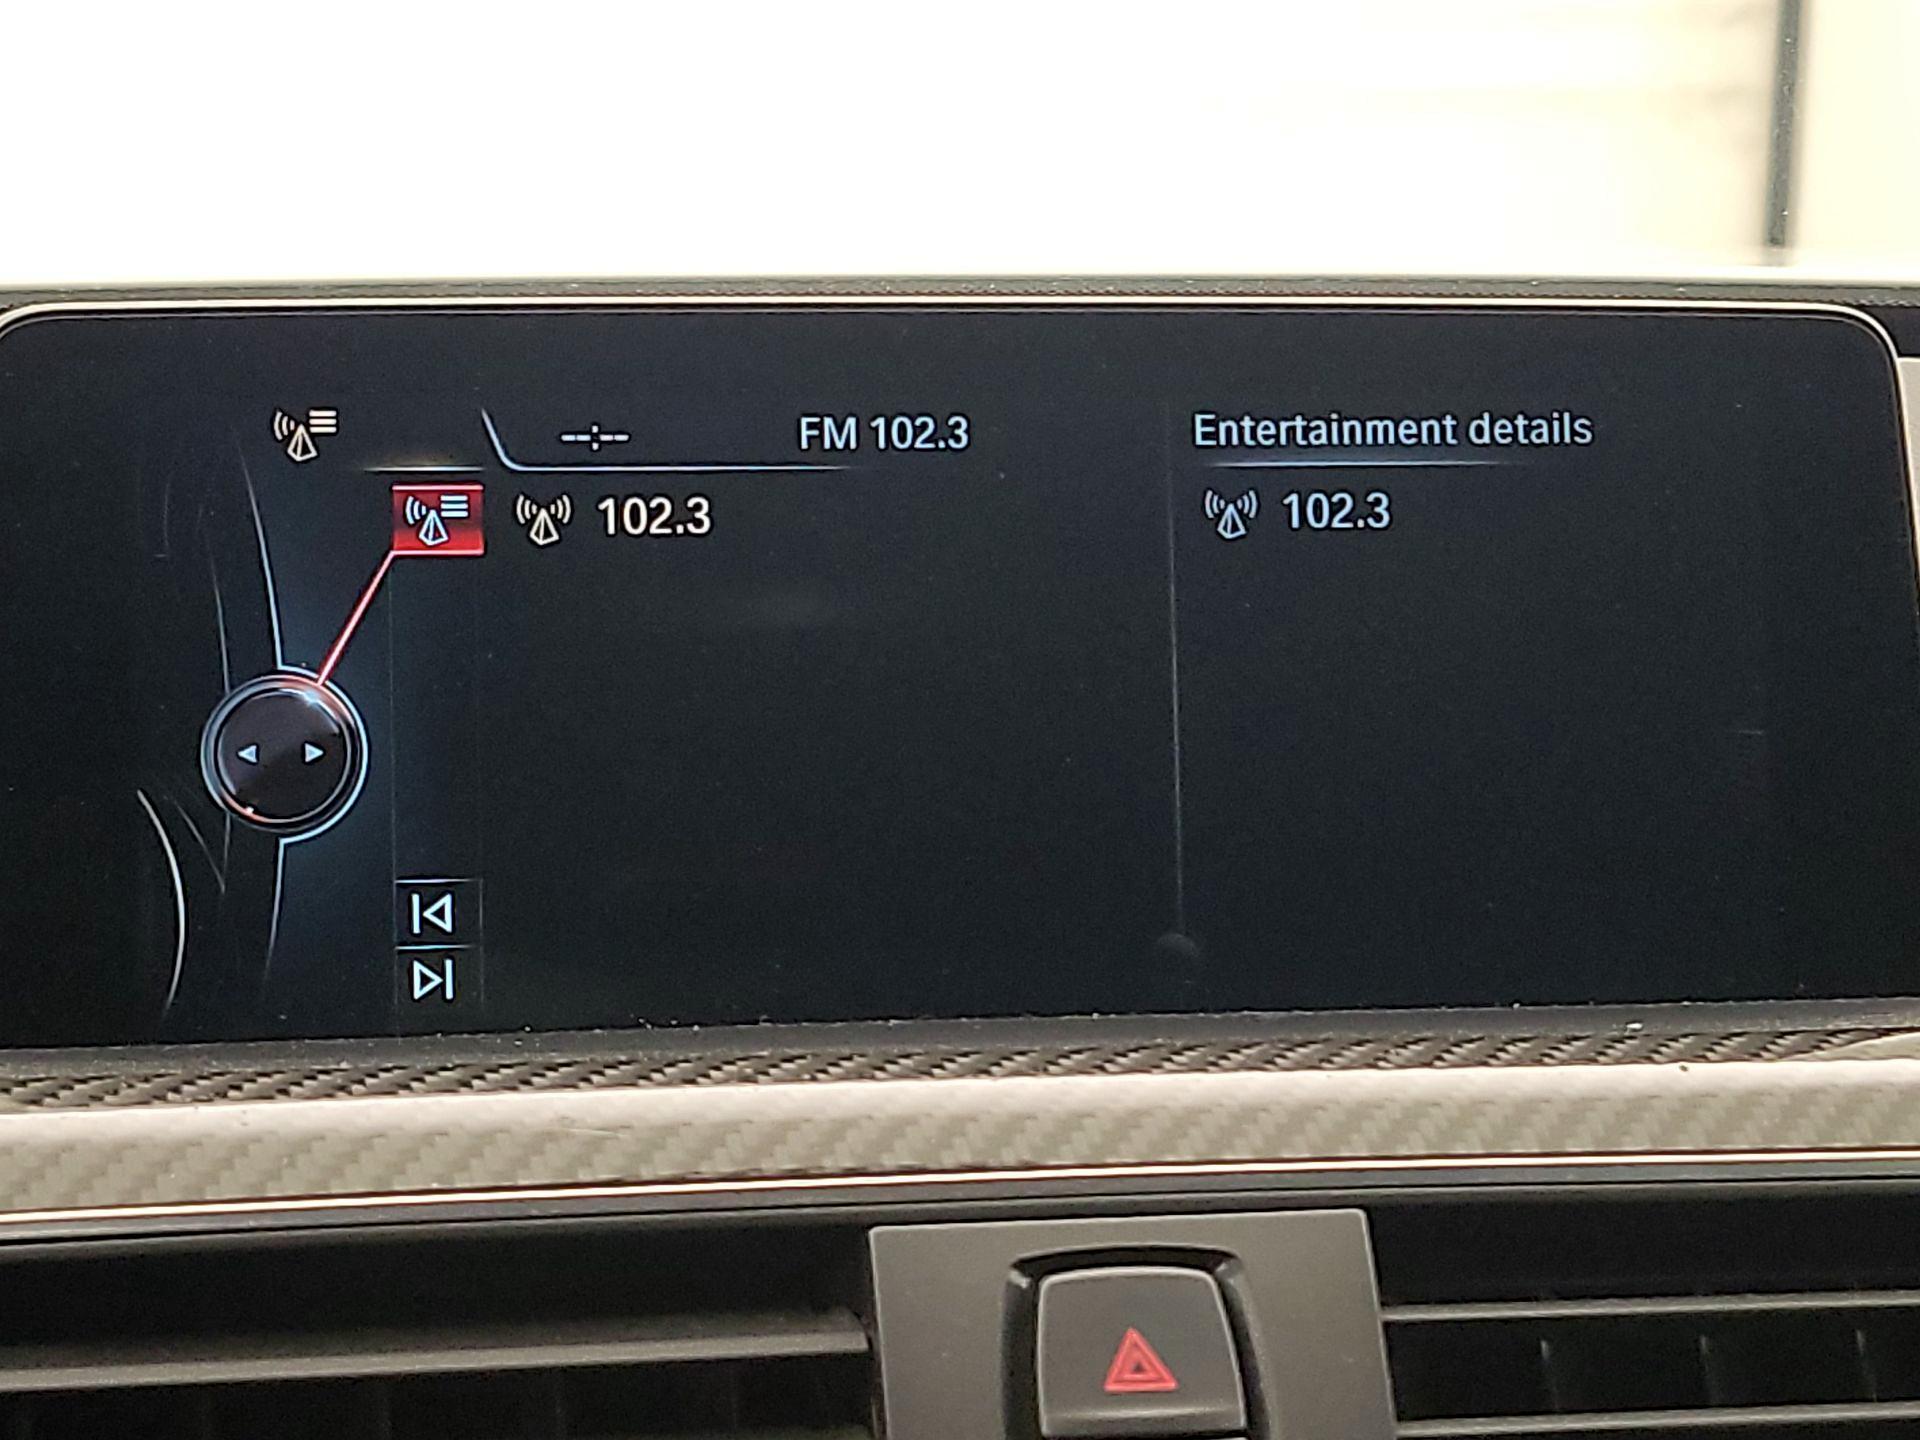 --:-- FM 102.3 Entertainment details
102.3 102.3